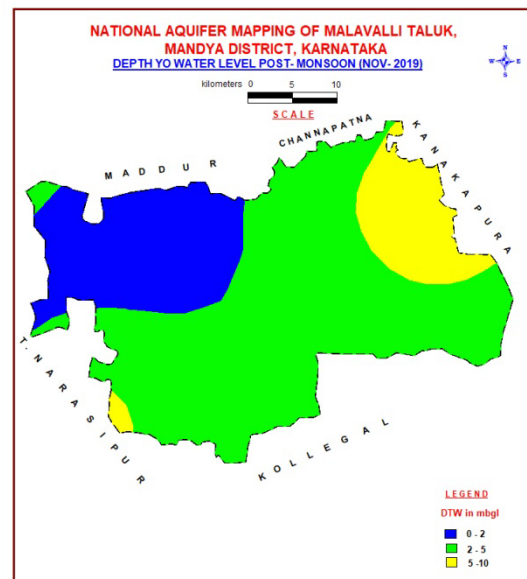 NATIONAL AQUIFER MAPPING OF MALAVALLI TALUK,
MANDYA DISTRICT, KARNATAKA
DEPTH YO WATER LEVEL POST- MONSOON (NOV- 2019)
N
W E
S
kilometers
0 5 10
SCALE
CHANNAPATNA
KANAKAPURA
MADDUR
T. NARASIPUR
KOLLEGAL
LEGEND
DTW in mbgl
0 - 2
2 - 5
5 -10